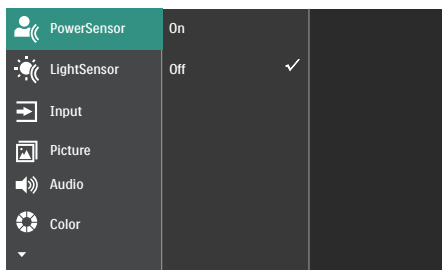 PowerSensor
On
LightSensor
Off
Input
Picture
Audio
Color